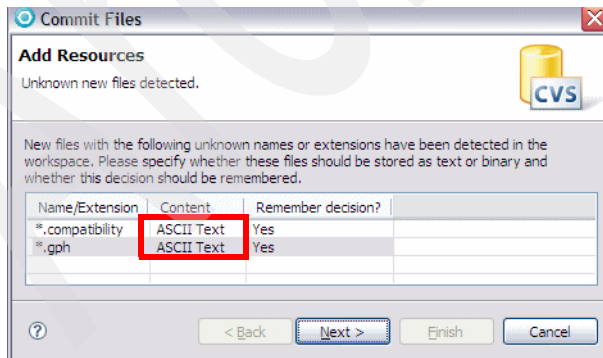 Commit Files
Add Resources
Unknown new files detected.
CVS
New files with the following unknown names or extensions have been detected in the
workspace. Please specify whether these files should be stored as text or binary and
whether this decision should be remembered.
Name/Extension Content Remember decision?
*.compatibility ASCII Text Yes
*.gph ASCII Text Yes
? < Back Next > Finish Cancel